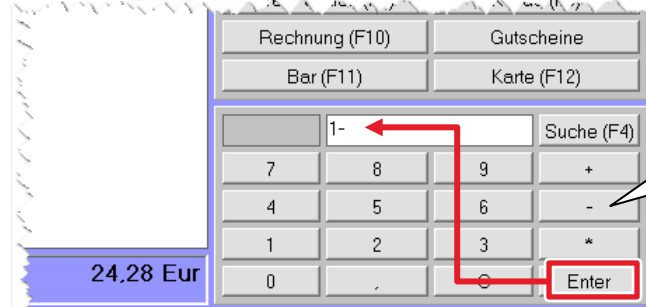 Rechnung (F10) Gutscheine
Bar (F11) Karte (F12)
1- Suche (F4)
7 8 9 +
4 5 6 -
1 2 3 *
24,28 Eur 0 , Enter